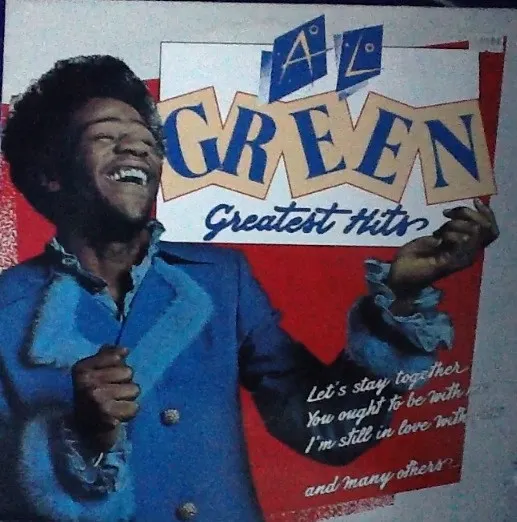 AL
GREEN
Greatest Hits
Let's stay together
You ought to be with
I'm still in love with
and many others